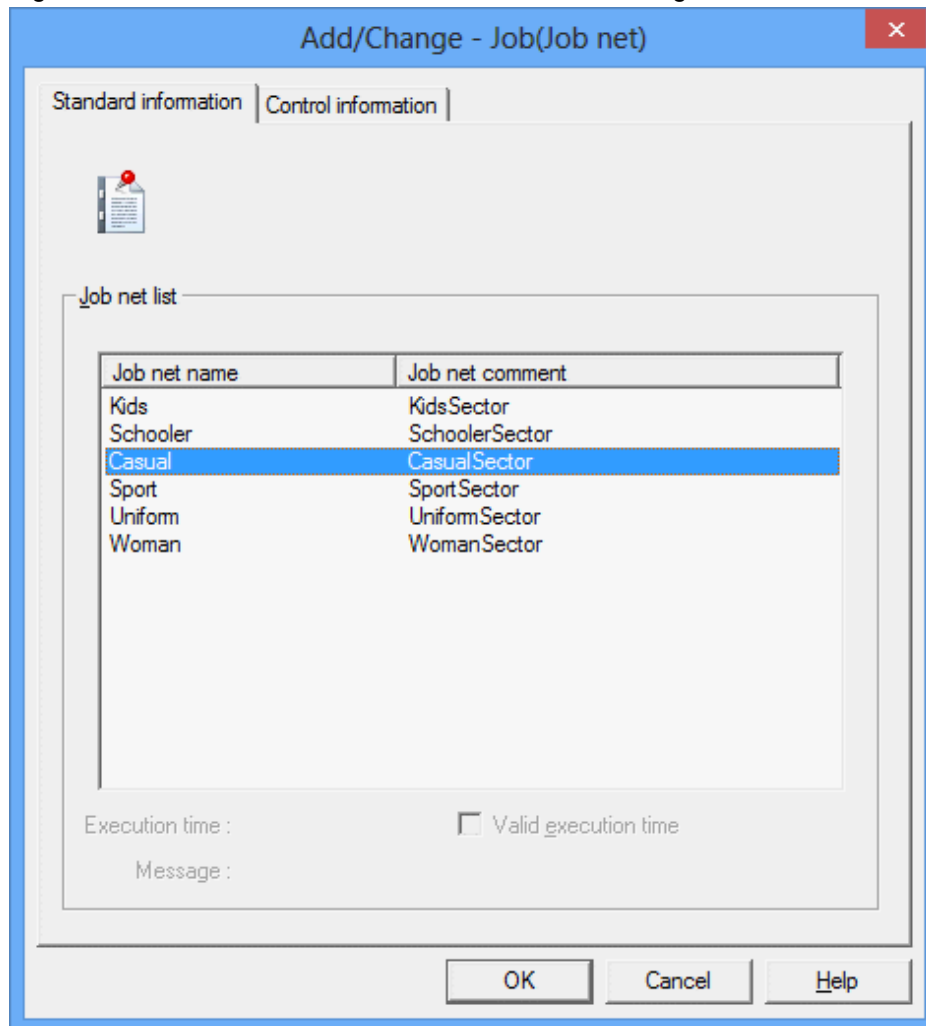 Add/Change - Job(Job net)
Standard information Control information
Job net list
Job net name Job net comment
Kids KidsSector
Schooler SchoolerSector
Casual CasualSector
Sport SportSector
Uniform UniformSector
Woman WomanSector
Execution time : Valid execution time
Message :
OK Cancel Help